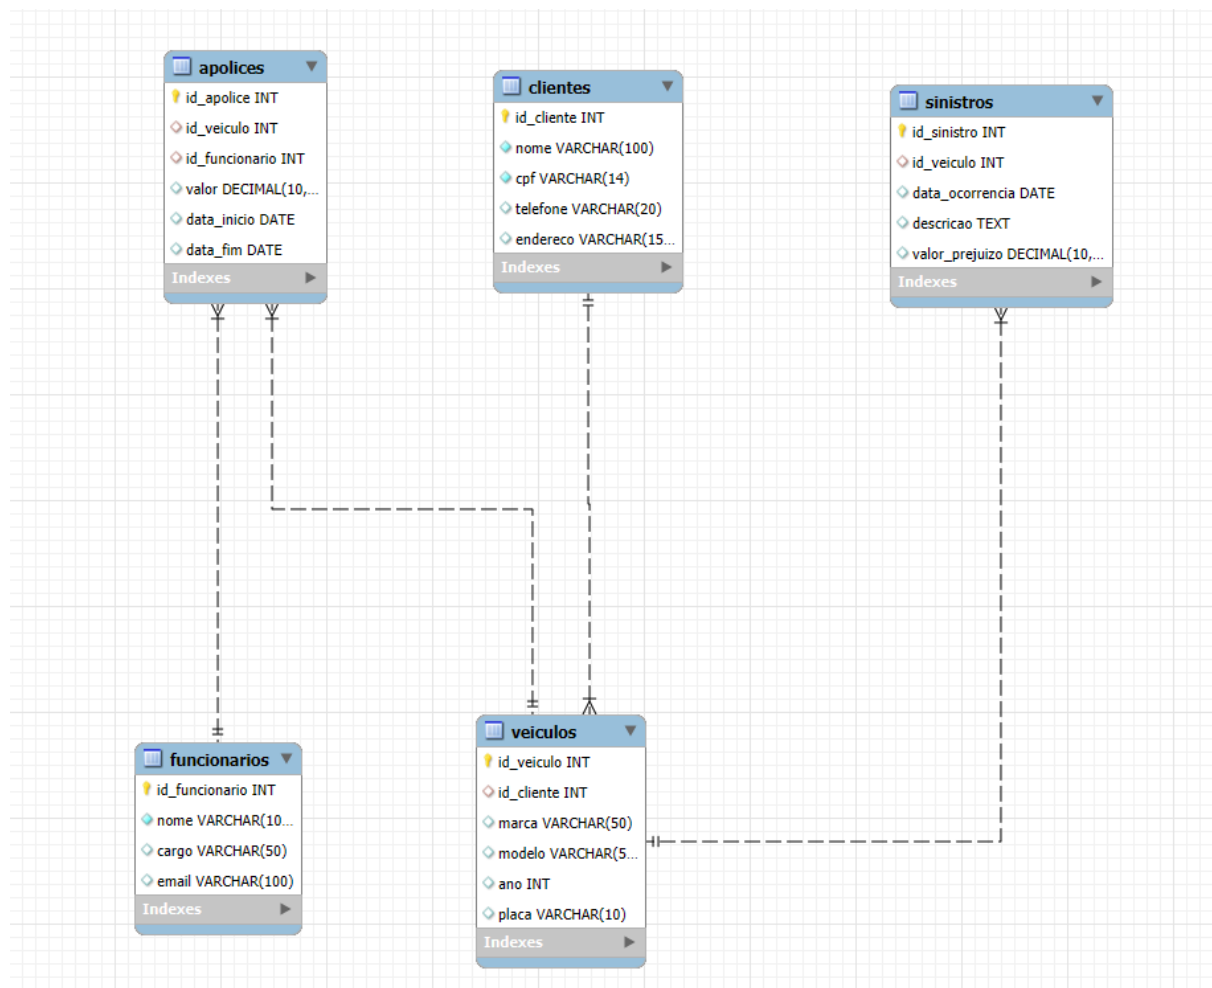 apolices
id_apolice INT
id_veiculo INT
id_funcionario INT
valor DECIMAL(10,...
data_inicio DATE
data_fim DATE
Indexes
clientes
id_cliente INT
nome VARCHAR(100)
cpf VARCHAR(14)
telefone VARCHAR(20)
endereco VARCHAR(15...
Indexes
sinistros
id_sinistro INT
id_veiculo INT
data_ocorrencia DATE
descricao TEXT
valor_prejuizo DECIMAL(10,...
Indexes
funcionarios
id_funcionario INT
nome VARCHAR(10...
cargo VARCHAR(50)
email VARCHAR(100)
Indexes
veiculos
id_veiculo INT
id_cliente INT
marca VARCHAR(50)
modelo VARCHAR(5...
ano INT
placa VARCHAR(10)
Indexes